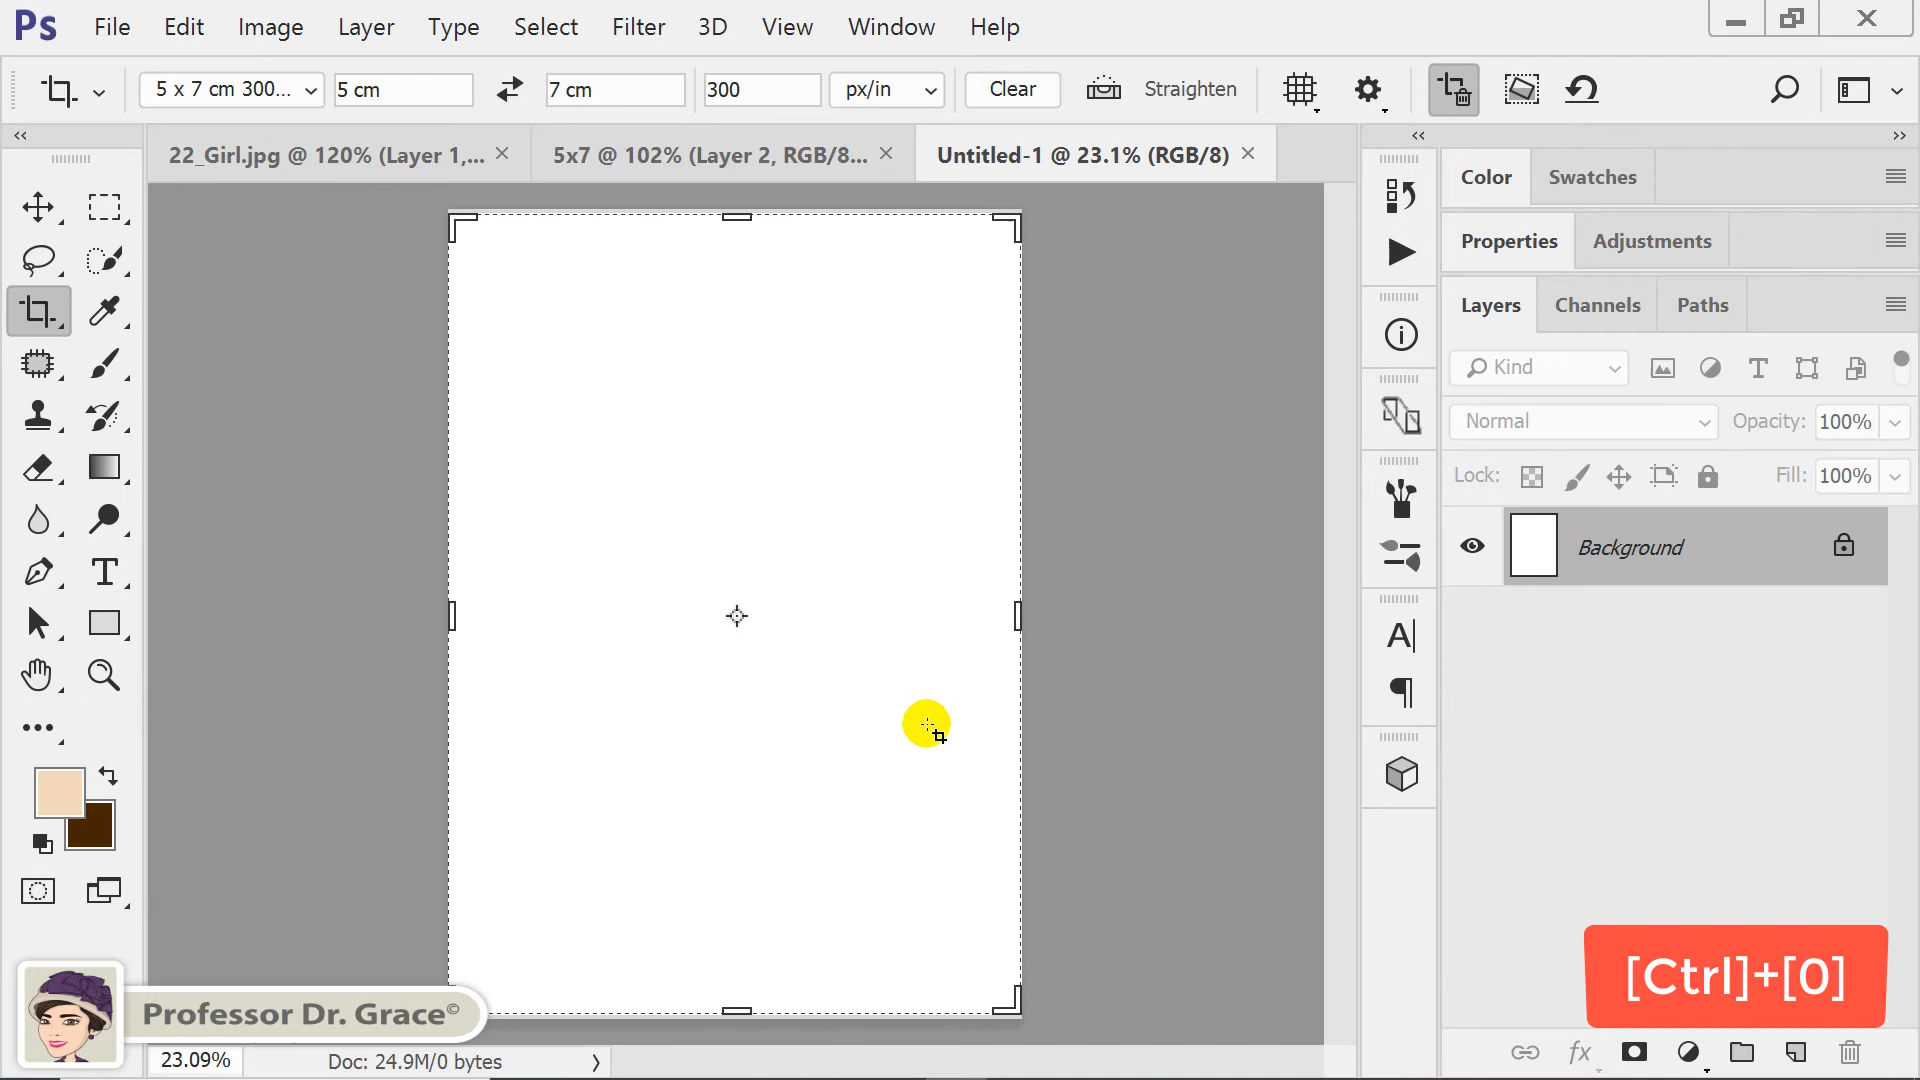 Ps File Edit Image Layer Type Select Filter 3D View Window Help
5 x 7 cm 300... 5 cm 7 cm 300 px/in Clear Straighten
22_Girl.jpg @ 120% (Layer 1,... 5x7 @ 102% (Layer 2, RGB/8... Untitled-1 @ 23.1% (RGB/8)
Color Swatches
Properties Adjustments
Layers Channels Paths
Kind
Normal Opacity: 100%
Lock: Fill: 100%
Background
[Ctrl]+[0]
Professor Dr. Grace©
23.09% Doc: 24.9M/0 bytes